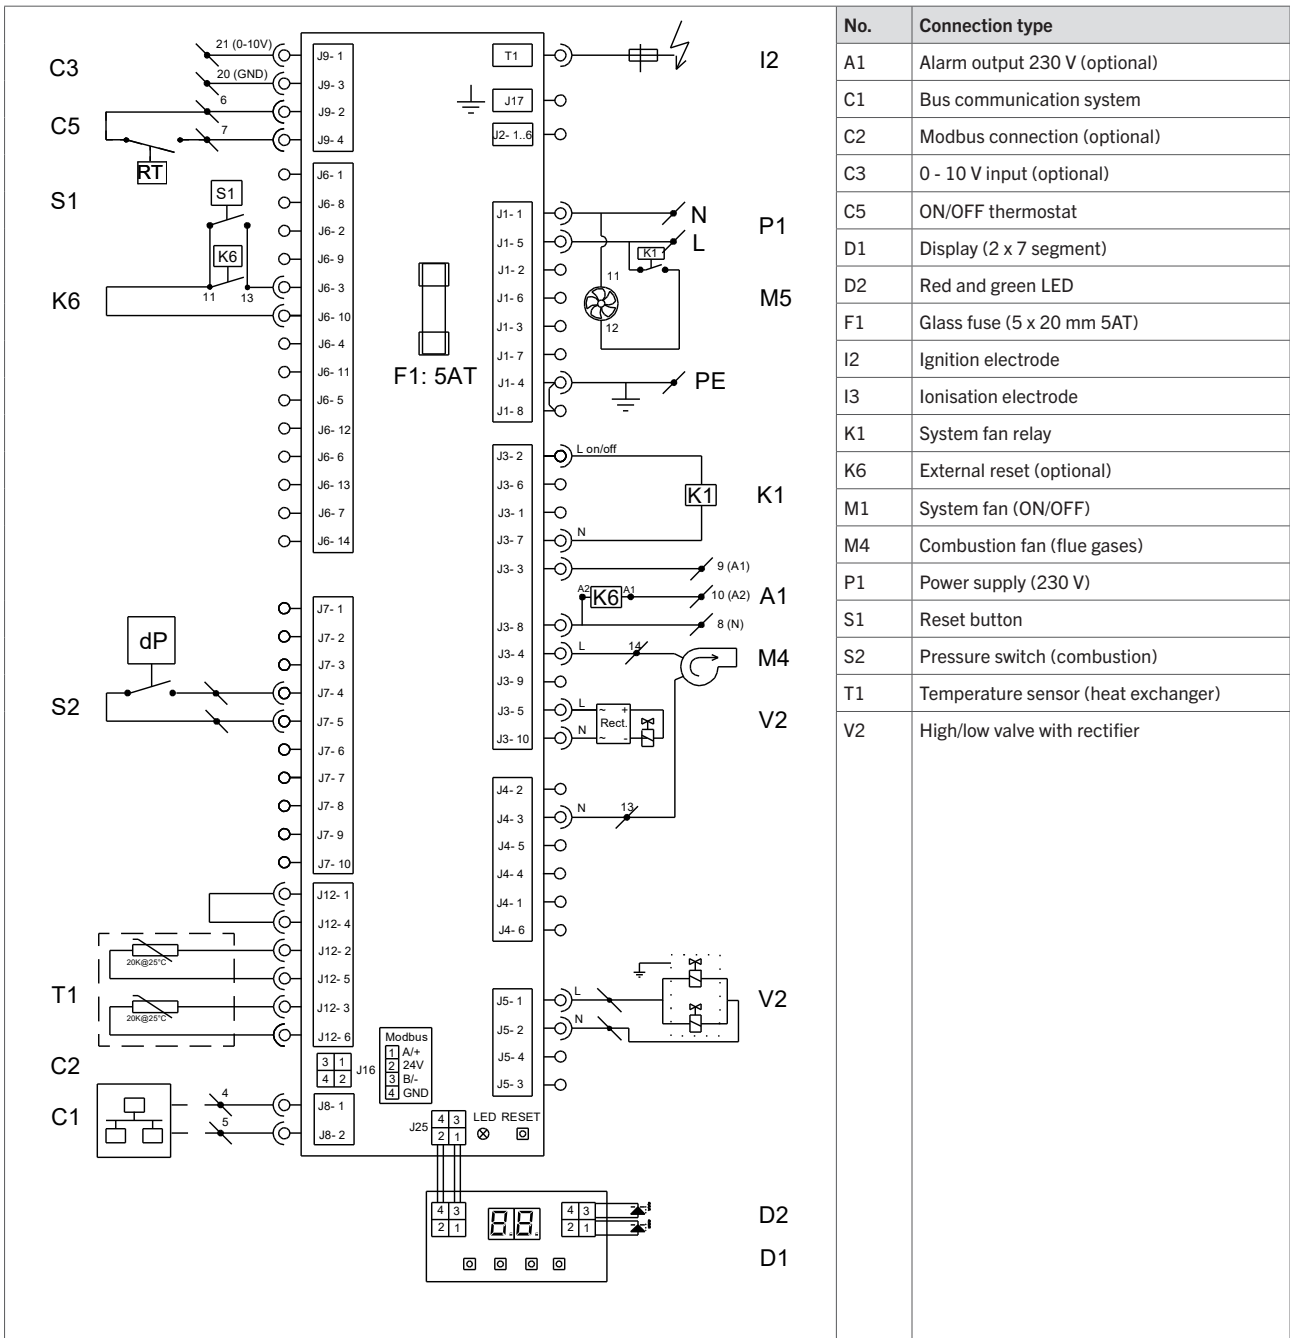 C3
C5
S1
K6
S2
T1
C2
C1
21 (0-10V)
20 (GND)
6
7
RT
S1
K6
11 13
dP
20K@25°C
20K@25°C
4
5
J9- 1
J9- 3
J9- 2
J9- 4
J6- 1
J6- 8
J6- 2
J6- 9
J6- 3
J6- 10
J6- 4
J6- 11
J6- 5
J6- 12
J6- 6
J6- 13
J6- 7
J6- 14
J7- 1
J7- 2
J7- 3
J7- 4
J7- 5
J7- 6
J7- 7
J7- 8
J7- 9
J7- 10
J12- 1
J12- 4
J12- 2
J12- 5
J12- 3
J12- 6
3 1
4 2
J16
Modbus
1 A/+
2 24V
3 B/-
4 GND
J8- 1
J8- 2
F1: 5AT
J25
4 3
2 1
LED RESET
4 3
2 1
8.8.
4 3
2 1
T1
J17
J2- 1..6
J1- 1
J1- 5
J1- 2
J1- 6
J1- 3
J1- 7
J1- 4
J1- 8
J3- 2
J3- 6
J3- 1
J3- 7
J3- 3
J3- 8
J3- 4
J3- 9
J3- 5
J3- 10
J4- 2
J4- 3
J4- 5
J4- 4
J4- 1
J4- 6
J5- 1
J5- 2
J5- 4
J5- 3
N
L
K1
11
12
PE
L on/off
K1
N
9 (A1)
A2 K6 A1
10 (A2)
8 (N)
L
14
L
N
~ +
Rect.
~ -
N
13
L
N
I2
P1
M5
K1
A1
M4
V2
V2
D2
D1
No. Connection type
A1 Alarm output 230 V (optional)
C1 Bus communication system
C2 Modbus connection (optional)
C3 0 - 10 V input (optional)
C5 ON/OFF thermostat
D1 Display (2 x 7 segment)
D2 Red and green LED
F1 Glass fuse (5 x 20 mm 5AT)
I2 Ignition electrode
I3 Ionisation electrode
K1 System fan relay
K6 External reset (optional)
M1 System fan (ON/OFF)
M4 Combustion fan (flue gases)
P1 Power supply (230 V)
S1 Reset button
S2 Pressure switch (combustion)
T1 Temperature sensor (heat exchanger)
V2 High/low valve with rectifier